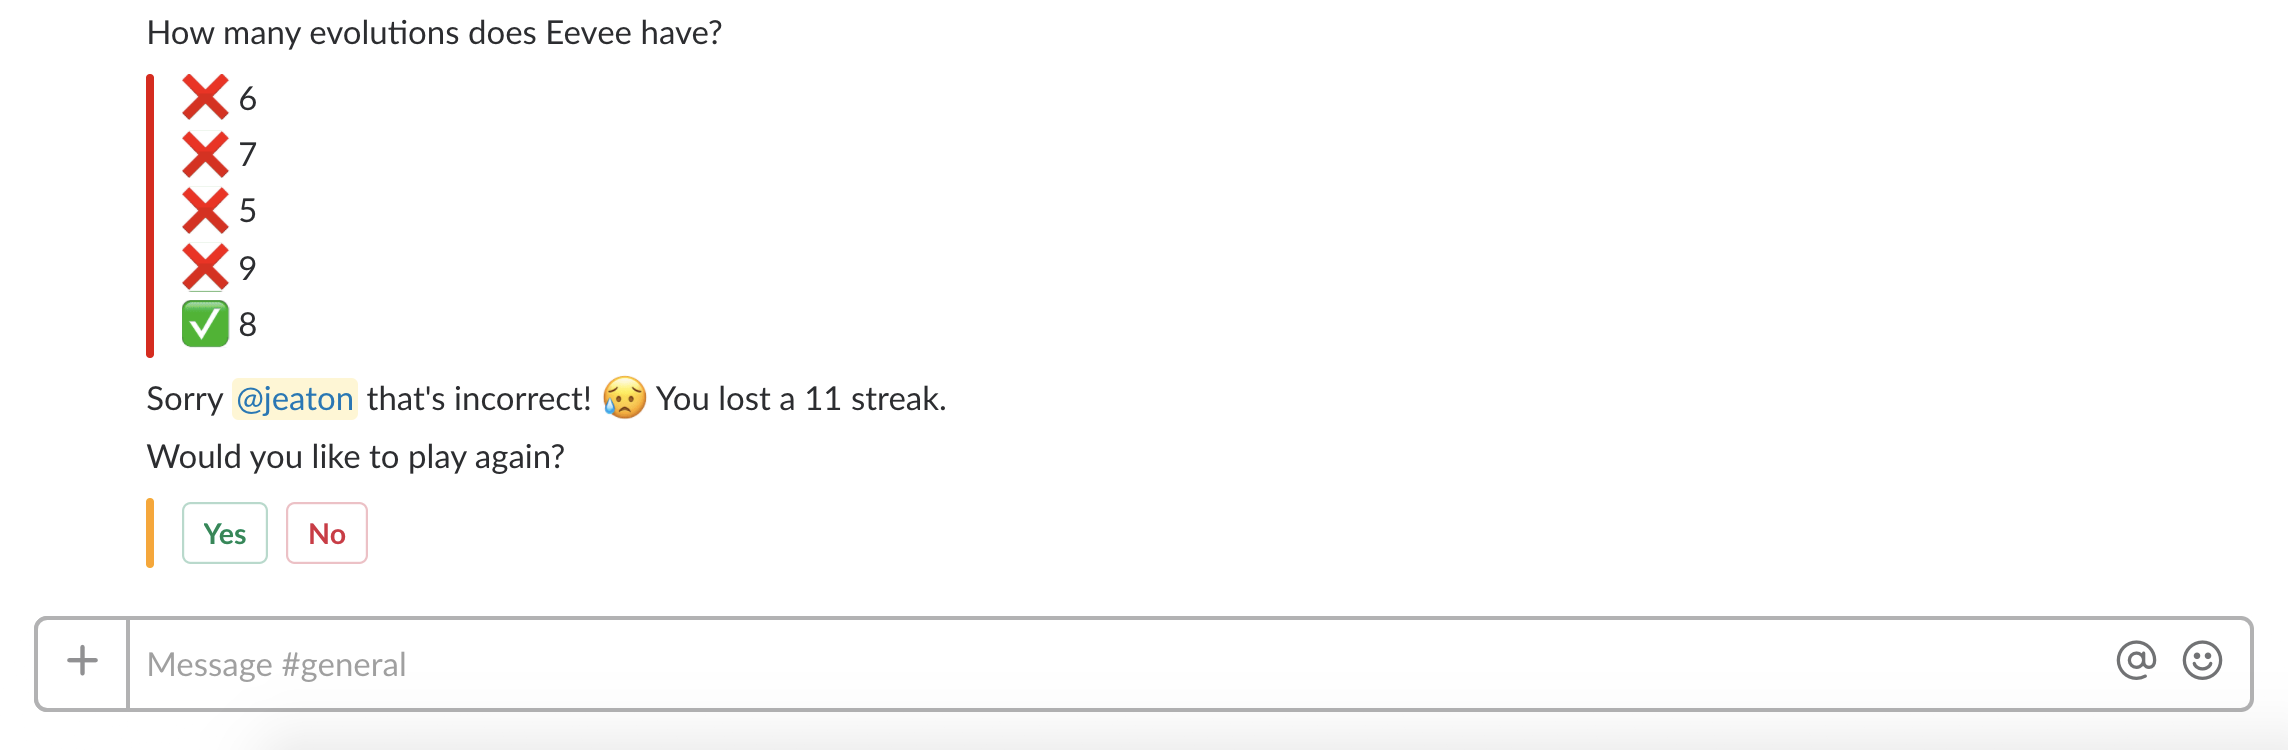 How many evolutions does Eevee have?
❌ 6
❌ 7
❌ 5
❌ 9
✅ 8
Sorry @jeaton that's incorrect! 😥 You lost a 11 streak.
Would you like to play again?
Yes No
Message #general